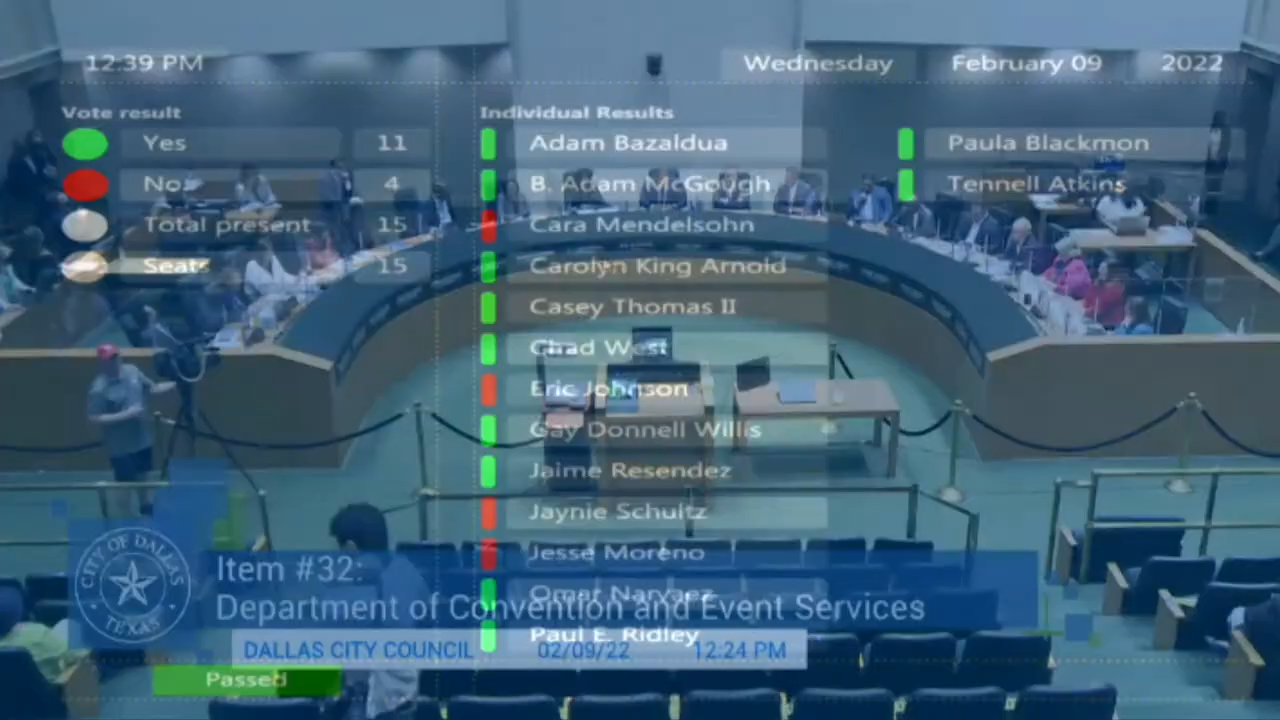 12:39 PM
Wednesday February 09 2022
Vote result
Yes 11
No 4
Total present 15
Seats 15
Individual Results
Adam Bazaldua
B. Adam McGough
Cara Mendelsohn
Carolyn King Arnold
Casey Thomas II
Chad West
Eric Johnson
Gay Donnell Willis
Jaime Resendez
Jaynie Schultz
Jesse Moreno
Omar Narvaez
Paul E. Ridley
Paula Blackmon
Tennell Atkins
CITY OF DALLAS
TEXAS
Item #32:
Department of Convention and Event Services
DALLAS CITY COUNCIL 02/09/22 12:24 PM
Passed